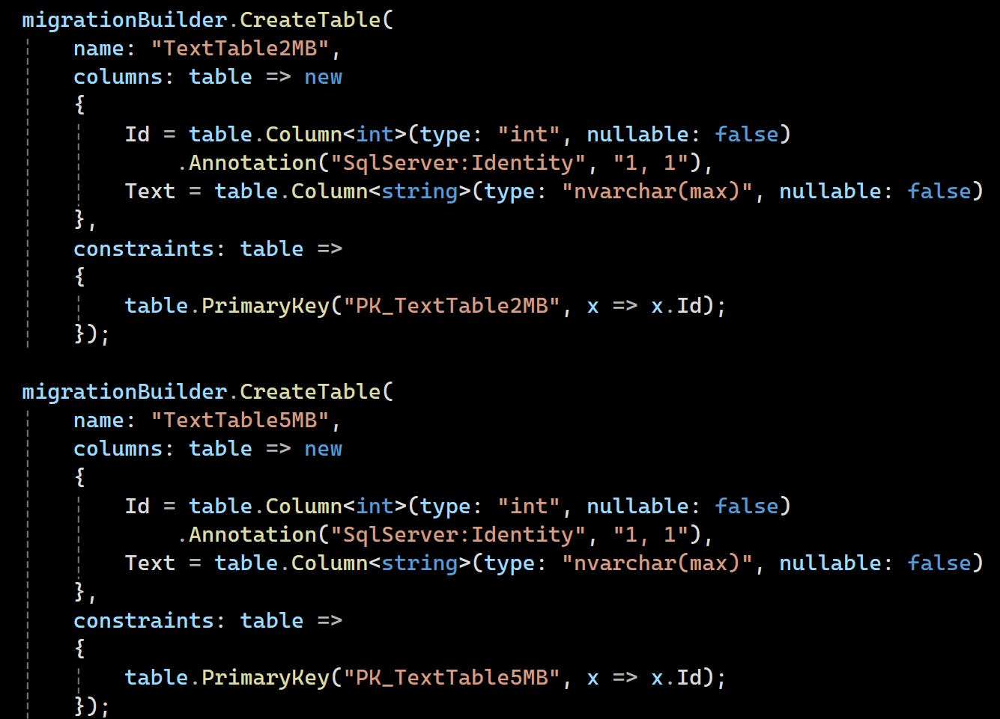 migrationBuilder.CreateTable(
    name: "TextTable2MB",
    columns: table => new
    {
        Id = table.Column<int>(type: "int", nullable: false)
            .Annotation("SqlServer:Identity", "1, 1"),
        Text = table.Column<string>(type: "nvarchar(max)", nullable: false)
    },
    constraints: table =>
    {
        table.PrimaryKey("PK_TextTable2MB", x => x.Id);
    });

migrationBuilder.CreateTable(
    name: "TextTable5MB",
    columns: table => new
    {
        Id = table.Column<int>(type: "int", nullable: false)
            .Annotation("SqlServer:Identity", "1, 1"),
        Text = table.Column<string>(type: "nvarchar(max)", nullable: false)
    },
    constraints: table =>
    {
        table.PrimaryKey("PK_TextTable5MB", x => x.Id);
    });